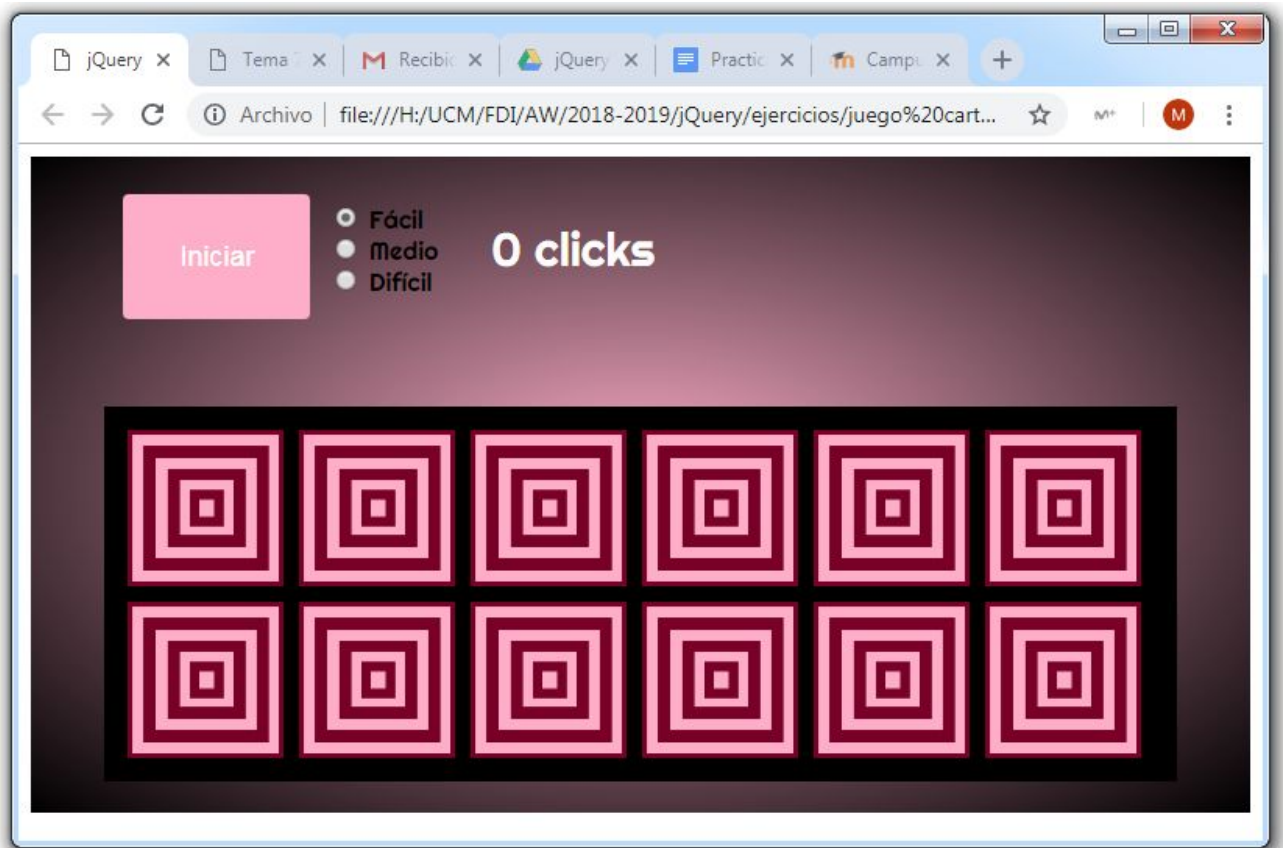 jQuery
Tema
Recibic
jQuery
Practic
Campu
Archivo
file:///H:/UCM/FDI/AW/2018-2019/jQuery/ejercicios/juego%20cart...
M
Iniciar
Fácil
Medio
Difícil
0 clicks